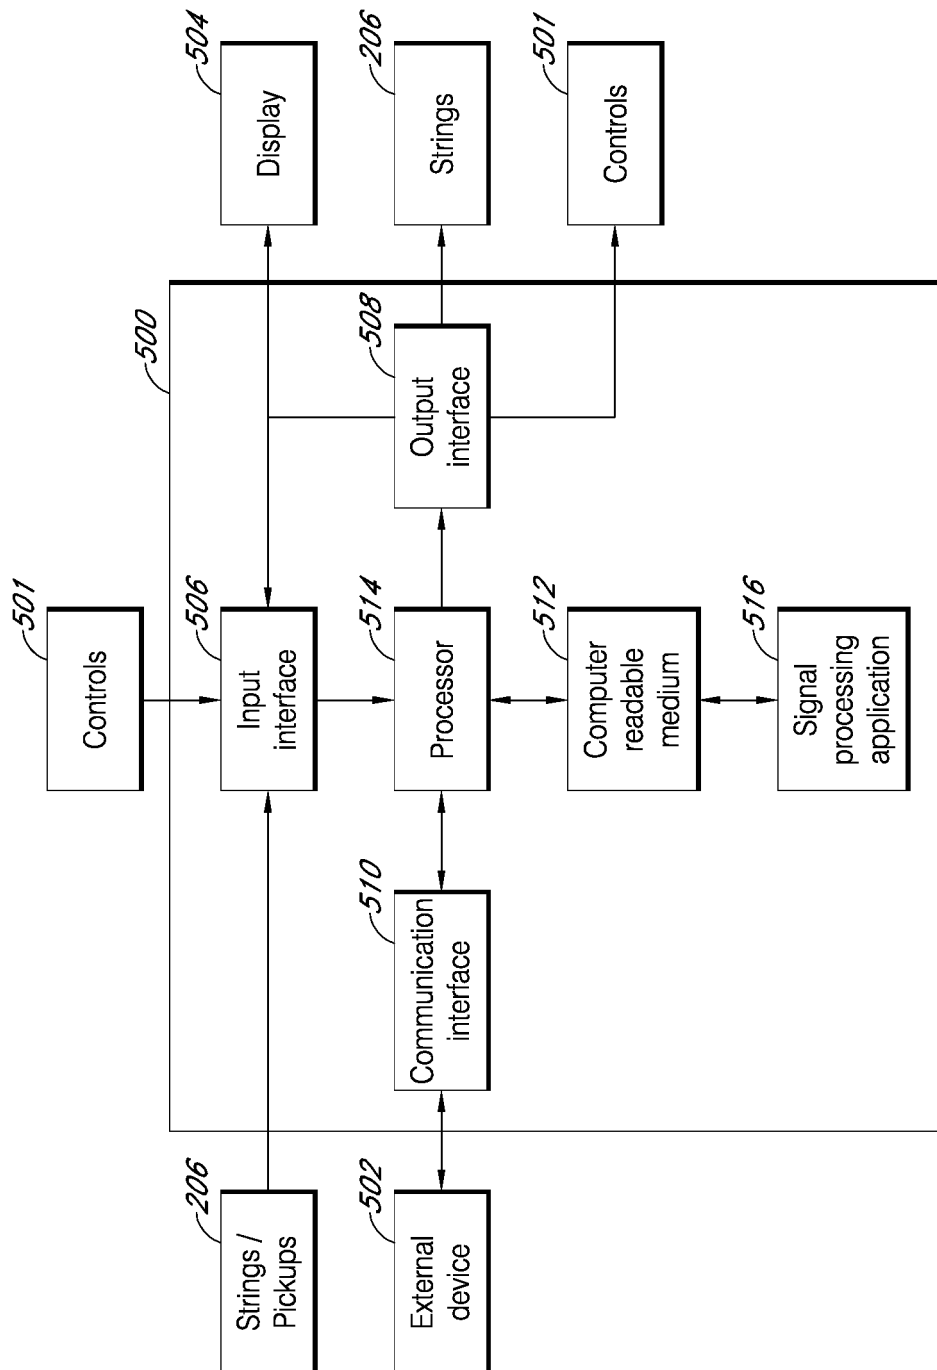 501
Controls
500
206
Strings /
Pickups
506
Input
interface
504
Display
502
External
device
510
Communication
interface
514
Processor
508
Output
interface
206
Strings
512
Computer
readable
medium
501
Controls
516
Signal
processing
application